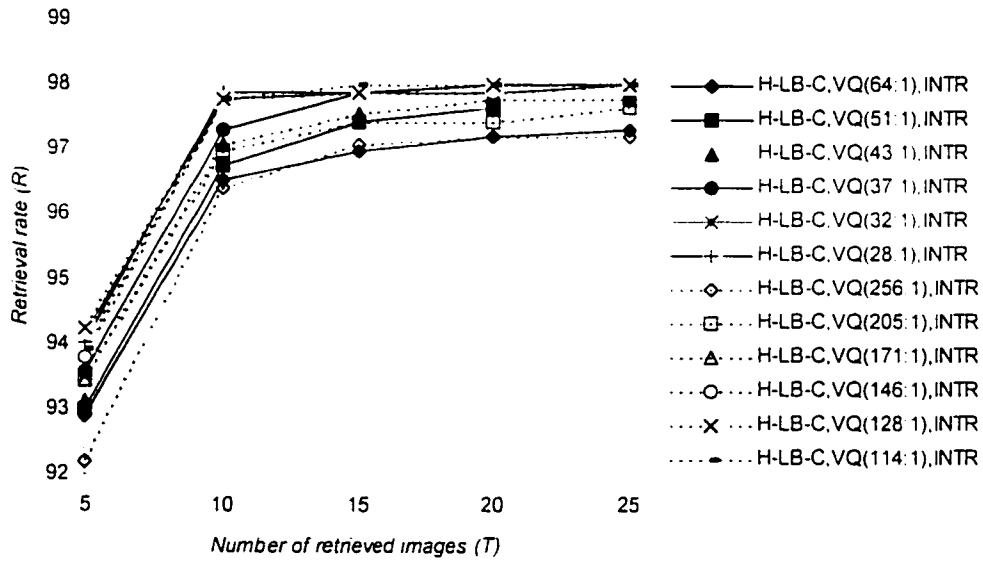 99
98
97
96
95
94
93
92
Retrieval rate (R)
5 10 15 20 25
Number of retrieved images (T)
H-LB-C,VQ(64:1),INTR
H-LB-C,VQ(51:1),INTR
H-LB-C,VQ(43 1),INTR
H-LB-C,VQ(37 1),INTR
H-LB-C,VQ(32:1),INTR
H-LB-C,VQ(28:1),INTR
H-LB-C,VQ(256:1),INTR
H-LB-C,VQ(205:1),INTR
H-LB-C,VQ(171:1),INTR
H-LB-C,VQ(146:1),INTR
H-LB-C,VQ(128:1),INTR
H-LB-C,VQ(114:1),INTR